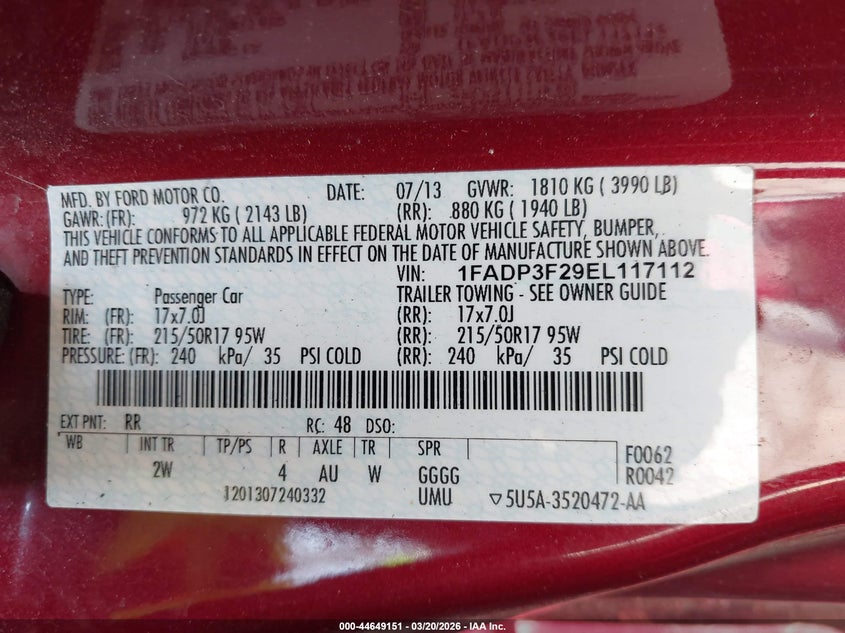 MFD. BY FORD MOTOR CO. DATE: 07/13 GVWR: 1810 KG ( 3990 LB)
GAWR:(FR): 972 KG ( 2143 LB) (RR): 880 KG ( 1940 LB)
THIS VEHICLE CONFORMS TO ALL APPLICABLE FEDERAL MOTOR VEHICLE SAFETY, BUMPER,
AND THEFT PREVENTION STANDARDS IN EFFECT ON THE DATE OF MANUFACTURE SHOWN ABOVE.
VIN: 1FADP3F29EL117112
TYPE: Passenger Car TRAILER TOWING - SEE OWNER GUIDE
RIM: (FR): 17x7.0J (RR): 17x7.0J
TIRE: (FR): 215/50R17 95W (RR): 215/50R17 95W
PRESSURE: (FR): 240 kPa/ 35 PSI COLD (RR): 240 kPa/ 35 PSI COLD
EXT PNT: RR RC: 48 DSO:
WB INT TR TP/PS R AXLE TR SPR
2W 4 AU W GGGG
F0062
R0042
1201307240332 UMU ▽5U5A-3520472-AA
000-44649151 - 03/20/2026 - IAA Inc.